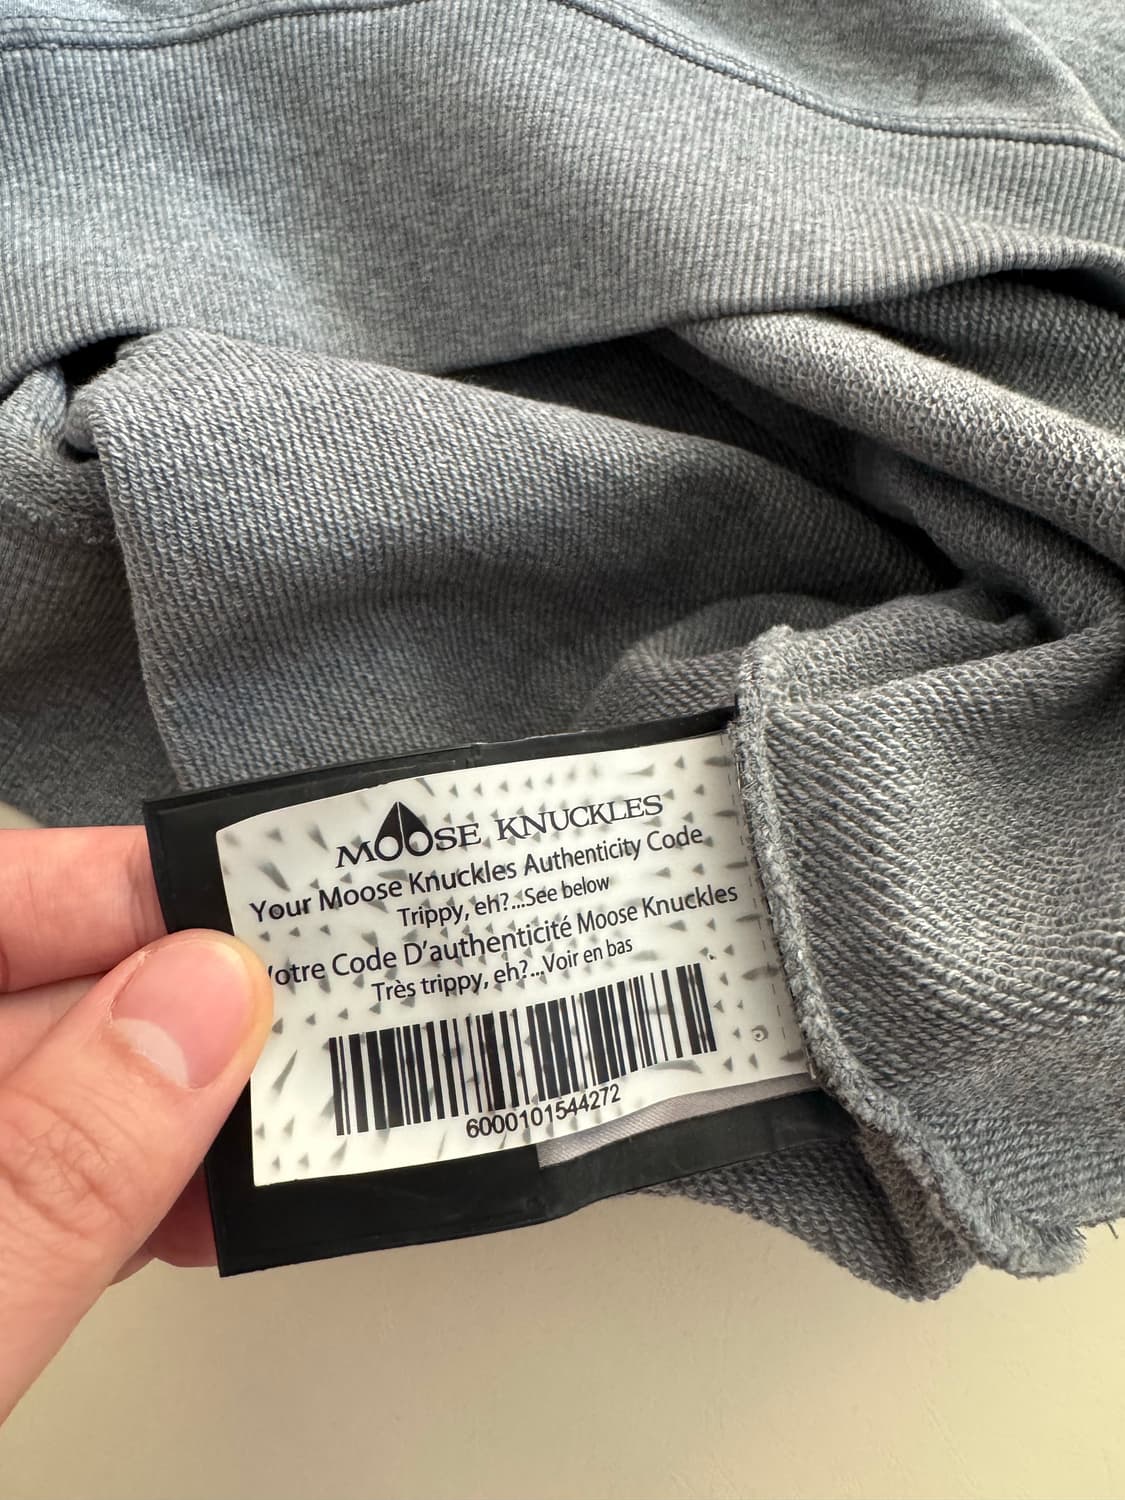 MOOSE KNUCKLES
Your Moose Knuckles Authenticity Code
Trippy, eh?...See below
Votre Code D'authenticité Moose Knuckles
Très trippy, eh?...Voir en bas
6000101544272